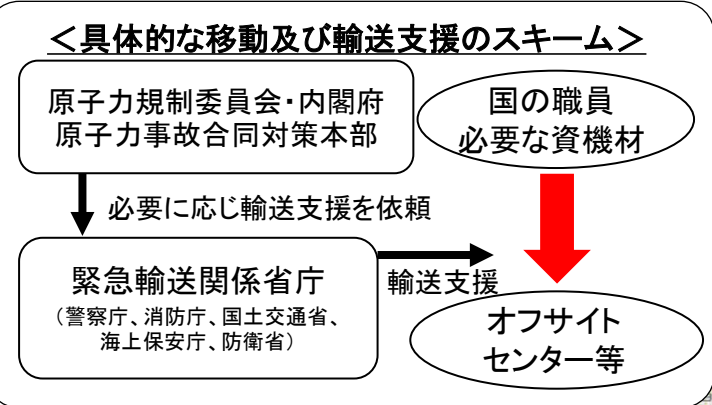 ＜具体的な移動及び輸送支援のスキーム＞
原子力規制委員会・内閣府
原子力事故合同対策本部
国の職員
必要な資機材
必要に応じ輸送支援を依頼
緊急輸送関係省庁
（警察庁、消防庁、国土交通省、
海上保安庁、防衛省）
輸送支援
オフサイト
センター等